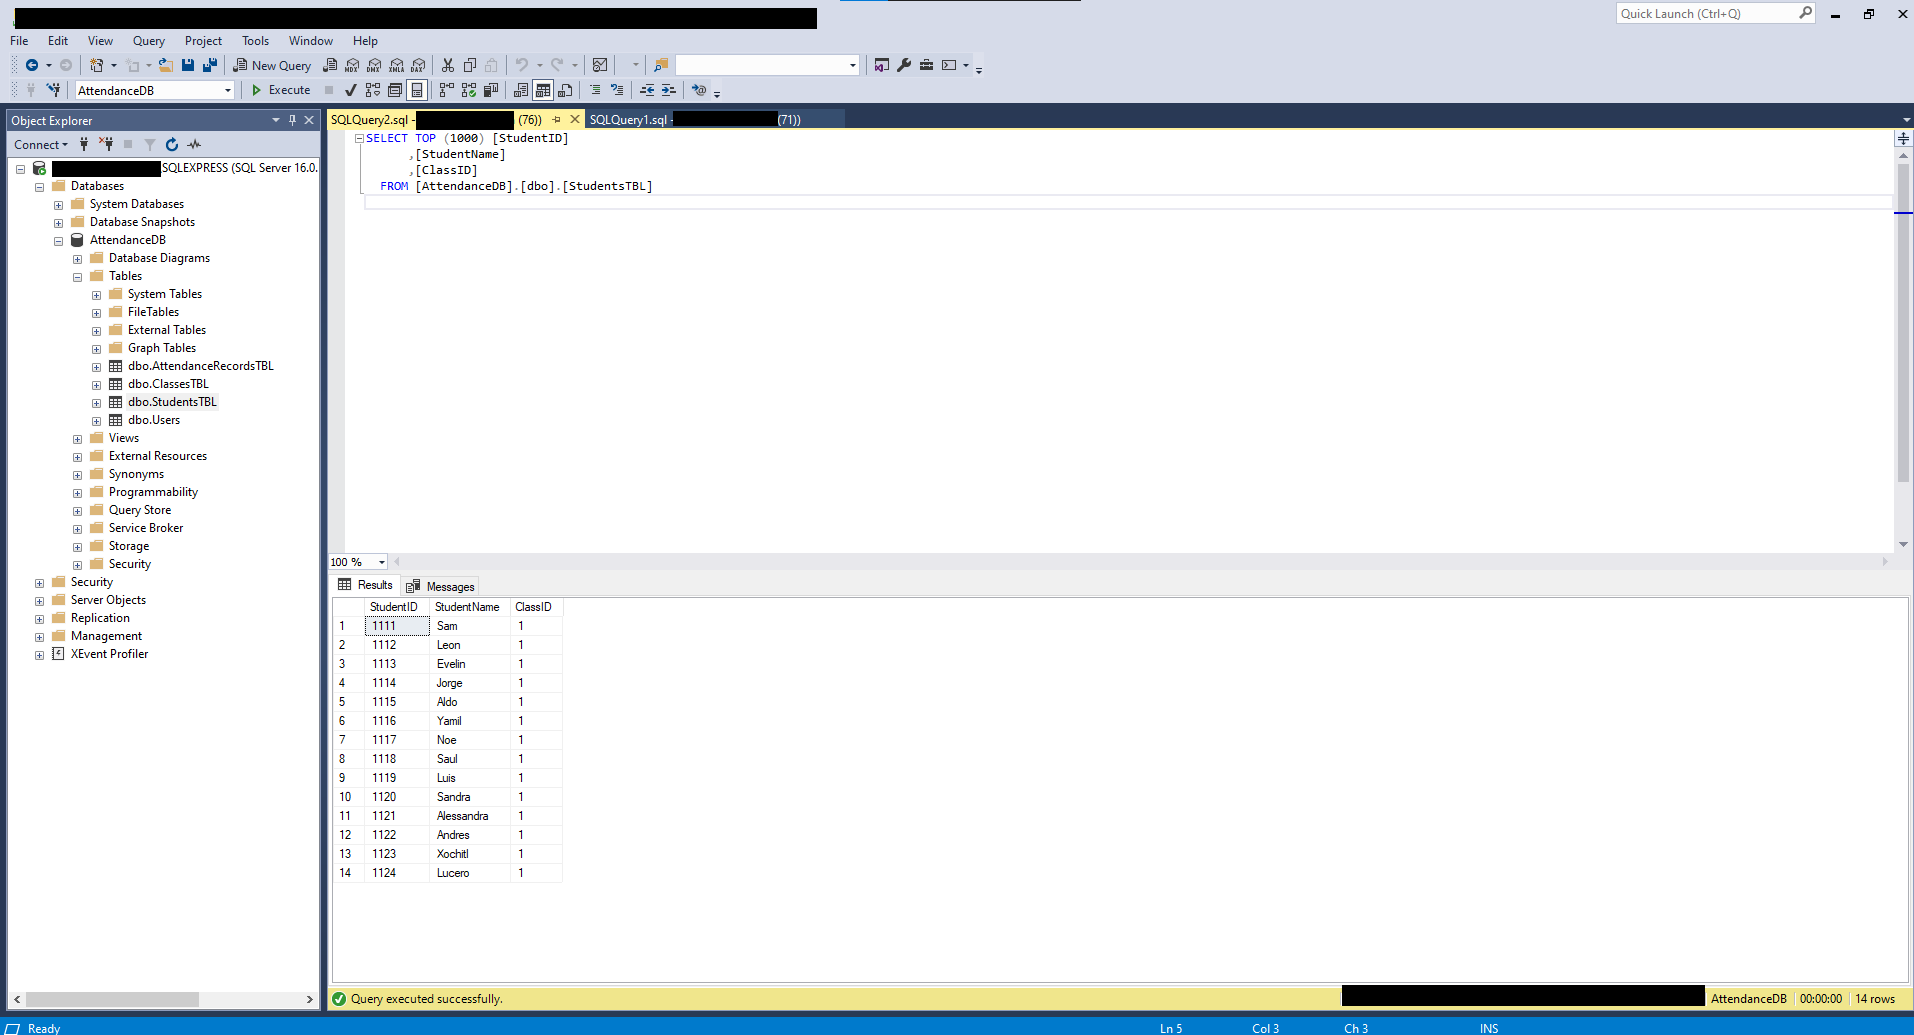 Quick Launch (Ctrl+Q)
File Edit View Query Project Tools Window Help
New Query MDX DMX XMLA DAX
AttendanceDB Execute
Object Explorer
Connect
SQLEXPRESS (SQL Server 16.0.
Databases
System Databases
Database Snapshots
AttendanceDB
Database Diagrams
Tables
System Tables
FileTables
External Tables
Graph Tables
dbo.AttendanceRecordsTBL
dbo.ClassesTBL
dbo.StudentsTBL
dbo.Users
Views
External Resources
Synonyms
Programmability
Query Store
Service Broker
Storage
Security
Security
Server Objects
Replication
Management
XEvent Profiler
SQLQuery2.sql - (76)) SQLQuery1.sql - (71))
SELECT TOP (1000) [StudentID]
,[StudentName]
,[ClassID]
FROM [AttendanceDB].[dbo].[StudentsTBL]
100 %
Results Messages
StudentID StudentName ClassID
1 1111 Sam 1
2 1112 Leon 1
3 1113 Evelin 1
4 1114 Jorge 1
5 1115 Aldo 1
6 1116 Yamil 1
7 1117 Noe 1
8 1118 Saul 1
9 1119 Luis 1
10 1120 Sandra 1
11 1121 Alessandra 1
12 1122 Andres 1
13 1123 Xochitl 1
14 1124 Lucero 1
Query executed successfully. AttendanceDB 00:00:00 14 rows
Ready Ln 5 Col 3 Ch 3 INS